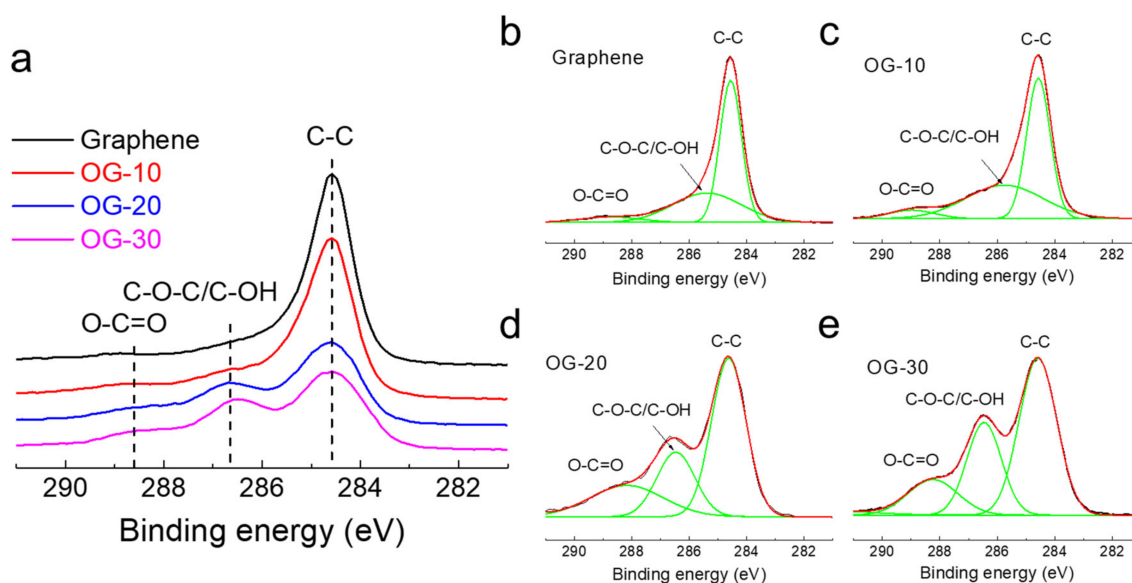 a
Graphene
OG-10
OG-20
OG-30
C-C
C-O-C/C-OH
O-C=O
290 288 286 284 282
Binding energy (eV)
b
Graphene
C-C
C-O-C/C-OH
O-C=O
290 288 286 284 282
Binding energy (eV)
c
OG-10
C-C
C-O-C/C-OH
O-C=O
290 288 286 284 282
Binding energy (eV)
d
OG-20
C-C
C-O-C/C-OH
O-C=O
290 288 286 284 282
Binding energy (eV)
e
OG-30
C-C
C-O-C/C-OH
O-C=O
290 288 286 284 282
Binding energy (eV)